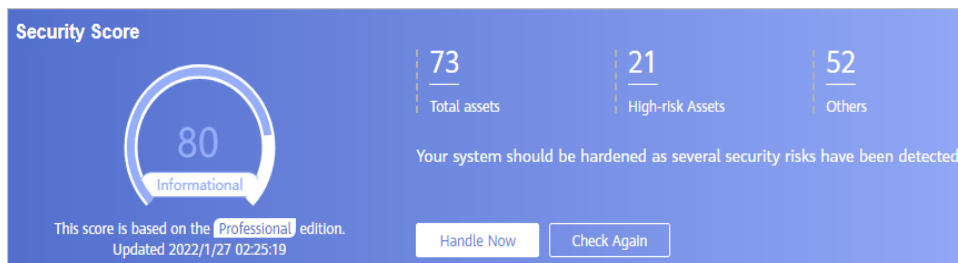 Security Score
80
Informational
This score is based on the Professional edition.
Updated 2022/1/27 02:25:19
73
Total assets
21
High-risk Assets
52
Others
Your system should be hardened as several security risks have been detected
Handle Now
Check Again